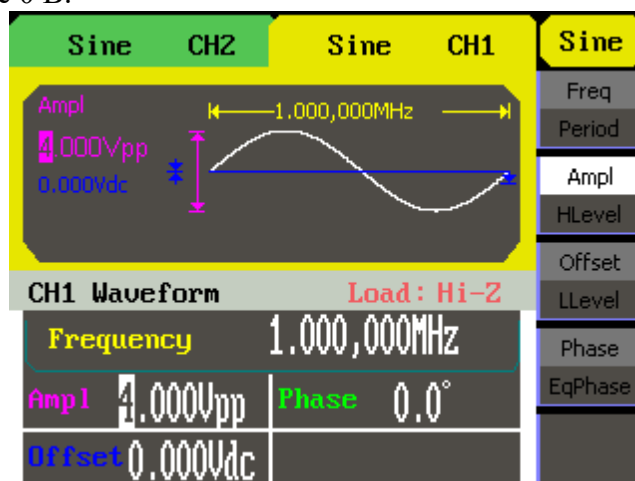 с 0 В.
Sine CH2 Sine CH1 Sine
Freq
Period
Ampl
HLevel
Offset
LLevel
Phase
EqPhase
Ampl
4.000Vpp
0.000Vdc
1.000,000MHz
CH1 Waveform Load: Hi-Z
Frequency 1.000,000MHz
Ampl 4.000Vpp Phase 0.0°
Offset 0.000Vdc